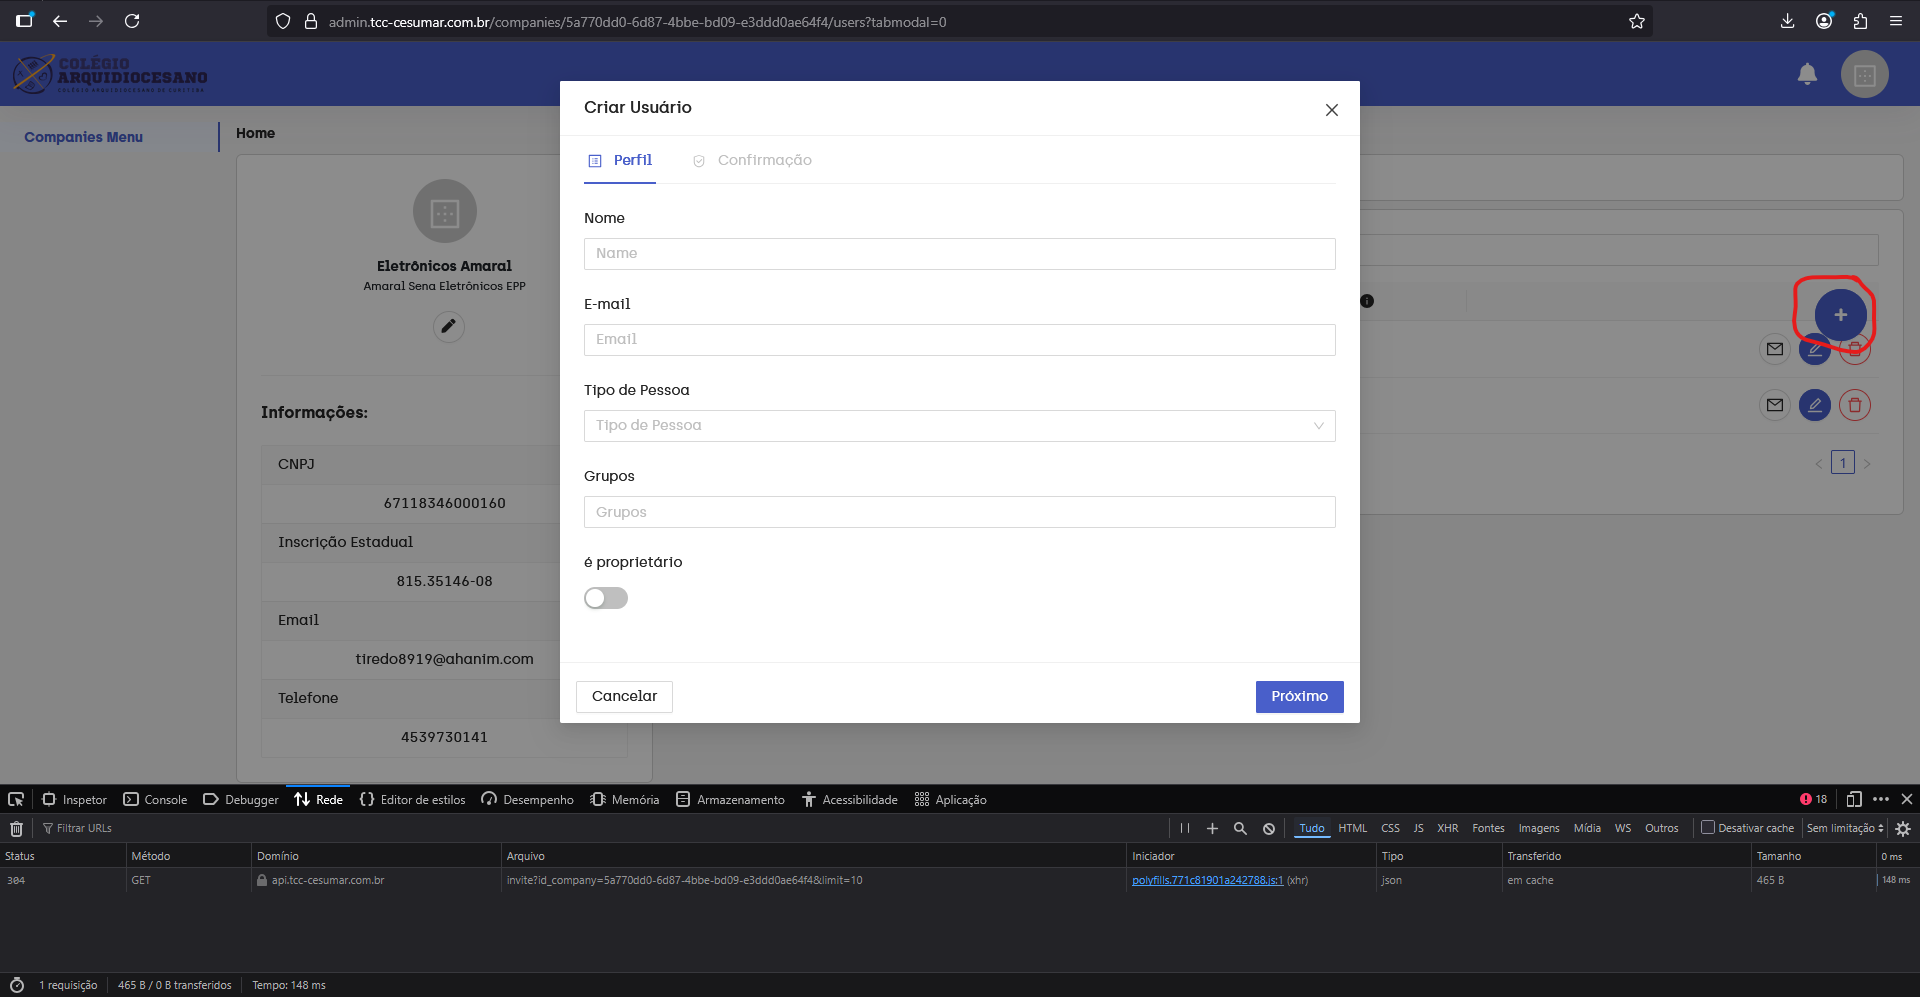 admin.tcc-cesumar.com.br/companies/5a770dd0-6d87-4bbe-bd09-e3ddd0ae64f4/users?tabmodal=0
COLÉGIO
ARQUIDIOCESANO
COLÉGIO ARQUIDIOCESANO DE CURITIBA
Companies Menu
Home
Eletrônicos Amaral
Amaral Sena Eletrônicos EPP
Informações:
CNPJ
67118346000160
Inscrição Estadual
815.35146-08
Email
tiredo8919@ahanim.com
Telefone
4539730141
Criar Usuário
Perfil
Confirmação
Nome
Name
E-mail
Email
Tipo de Pessoa
Tipo de Pessoa
Grupos
Grupos
é proprietário
Cancelar
Próximo
1
Inspetor
Console
Debugger
Rede
Editor de estilos
Desempenho
Memória
Armazenamento
Acessibilidade
Aplicação
18
Filtrar URLs
Tudo
HTML
CSS
JS
XHR
Fontes
Imagens
Mídia
WS
Outros
Desativar cache
Sem limitação
Status
Método
Domínio
Arquivo
Iniciador
Tipo
Transferido
Tamanho
0 ms
304
GET
api.tcc-cesumar.com.br
invite?id_company=5a770dd0-6d87-4bbe-bd09-e3ddd0ae64f4&limit=10
polyfills.771c81901a242788.js:1 (xhr)
json
em cache
465 B
148 ms
1 requisição
465 B / 0 B transferidos
Tempo: 148 ms